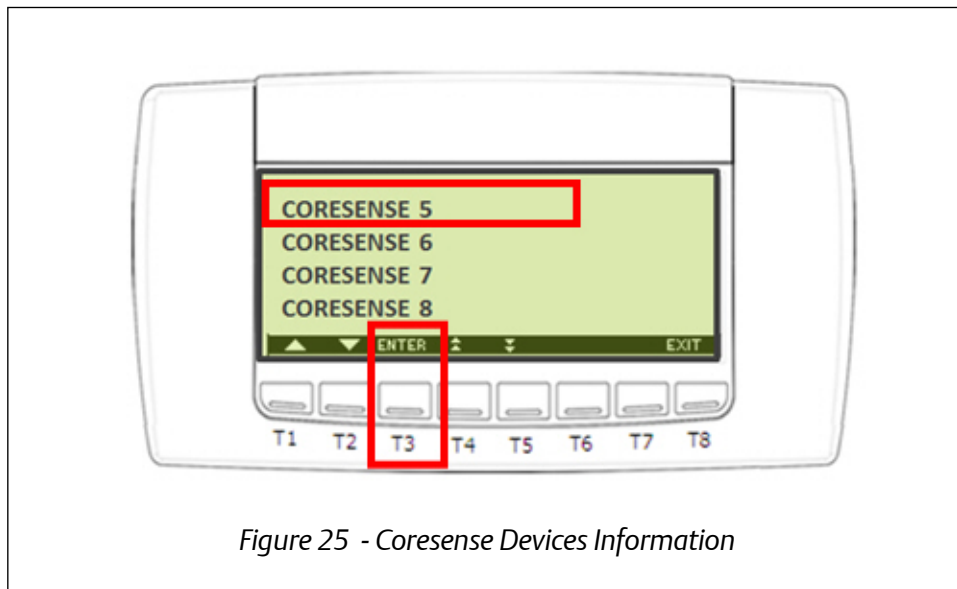 CORESENSE 5
CORESENSE 6
CORESENSE 7
CORESENSE 8
ENTER EXIT
T1 T2 T3 T4 T5 T6 T7 T8
Figure 25 - Coresense Devices Information